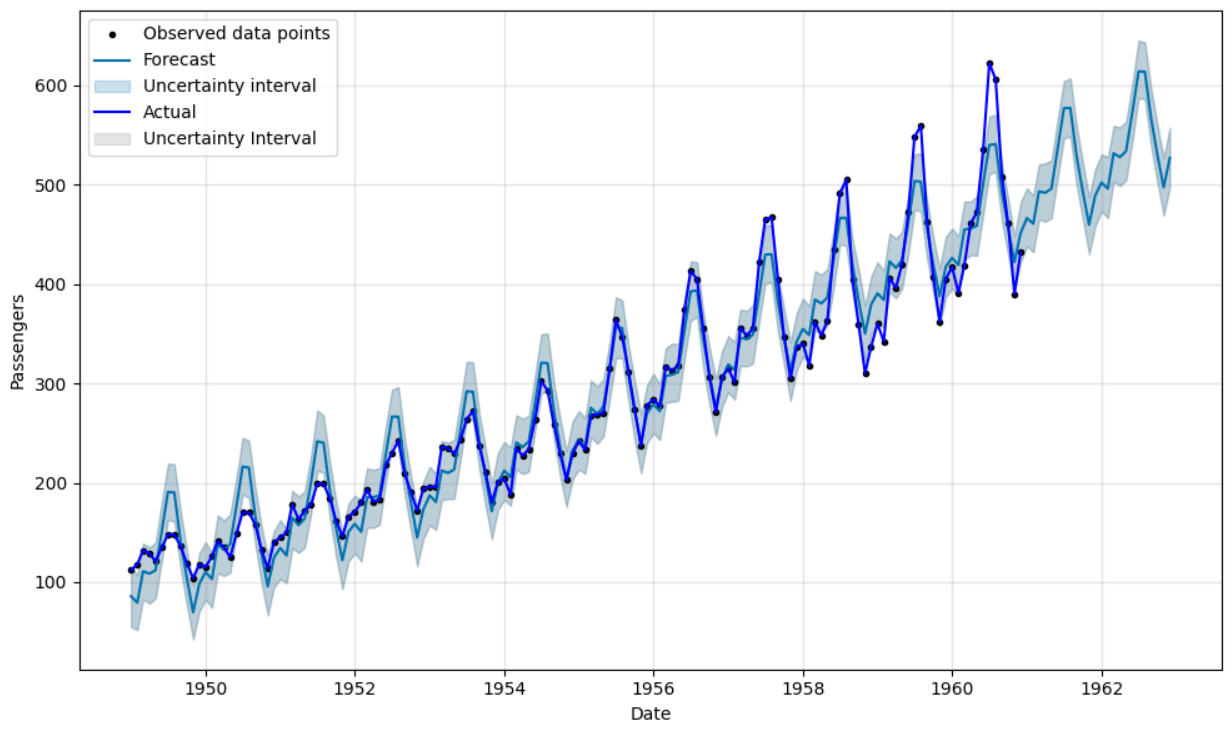 Observed data points
Forecast
Uncertainty interval
Actual
Uncertainty Interval
600
500
400
300
200
100
Passengers
1950 1952 1954 1956 1958 1960 1962
Date